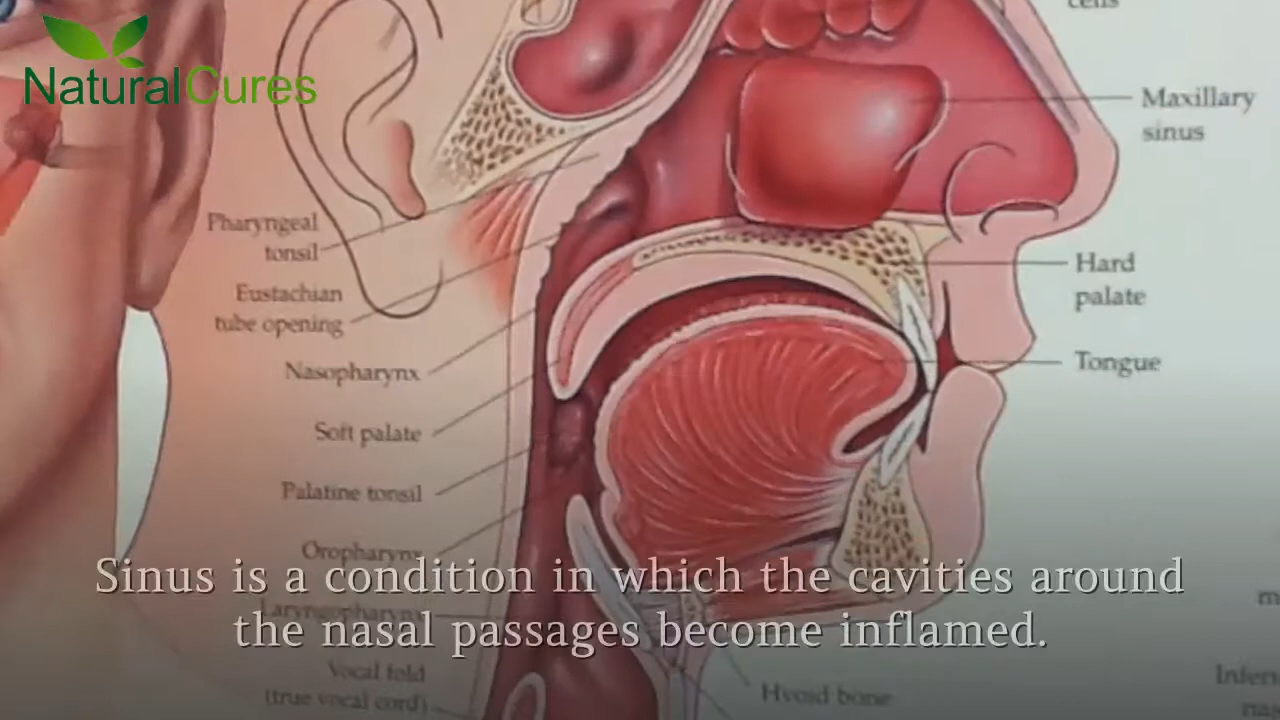 NaturalCures
cells
Maxillary
sinus
Pharyngeal
tonsil
Eustachian
tube opening
Hard
palate
Nasopharynx
Tongue
Soft palate
Palatine tonsil
Oropharynx
Sinus is a condition in which the cavities around
the nasal passages become inflamed.
Laryngopharynx
Vocal fold
(true vocal cord)
Hyoid bone